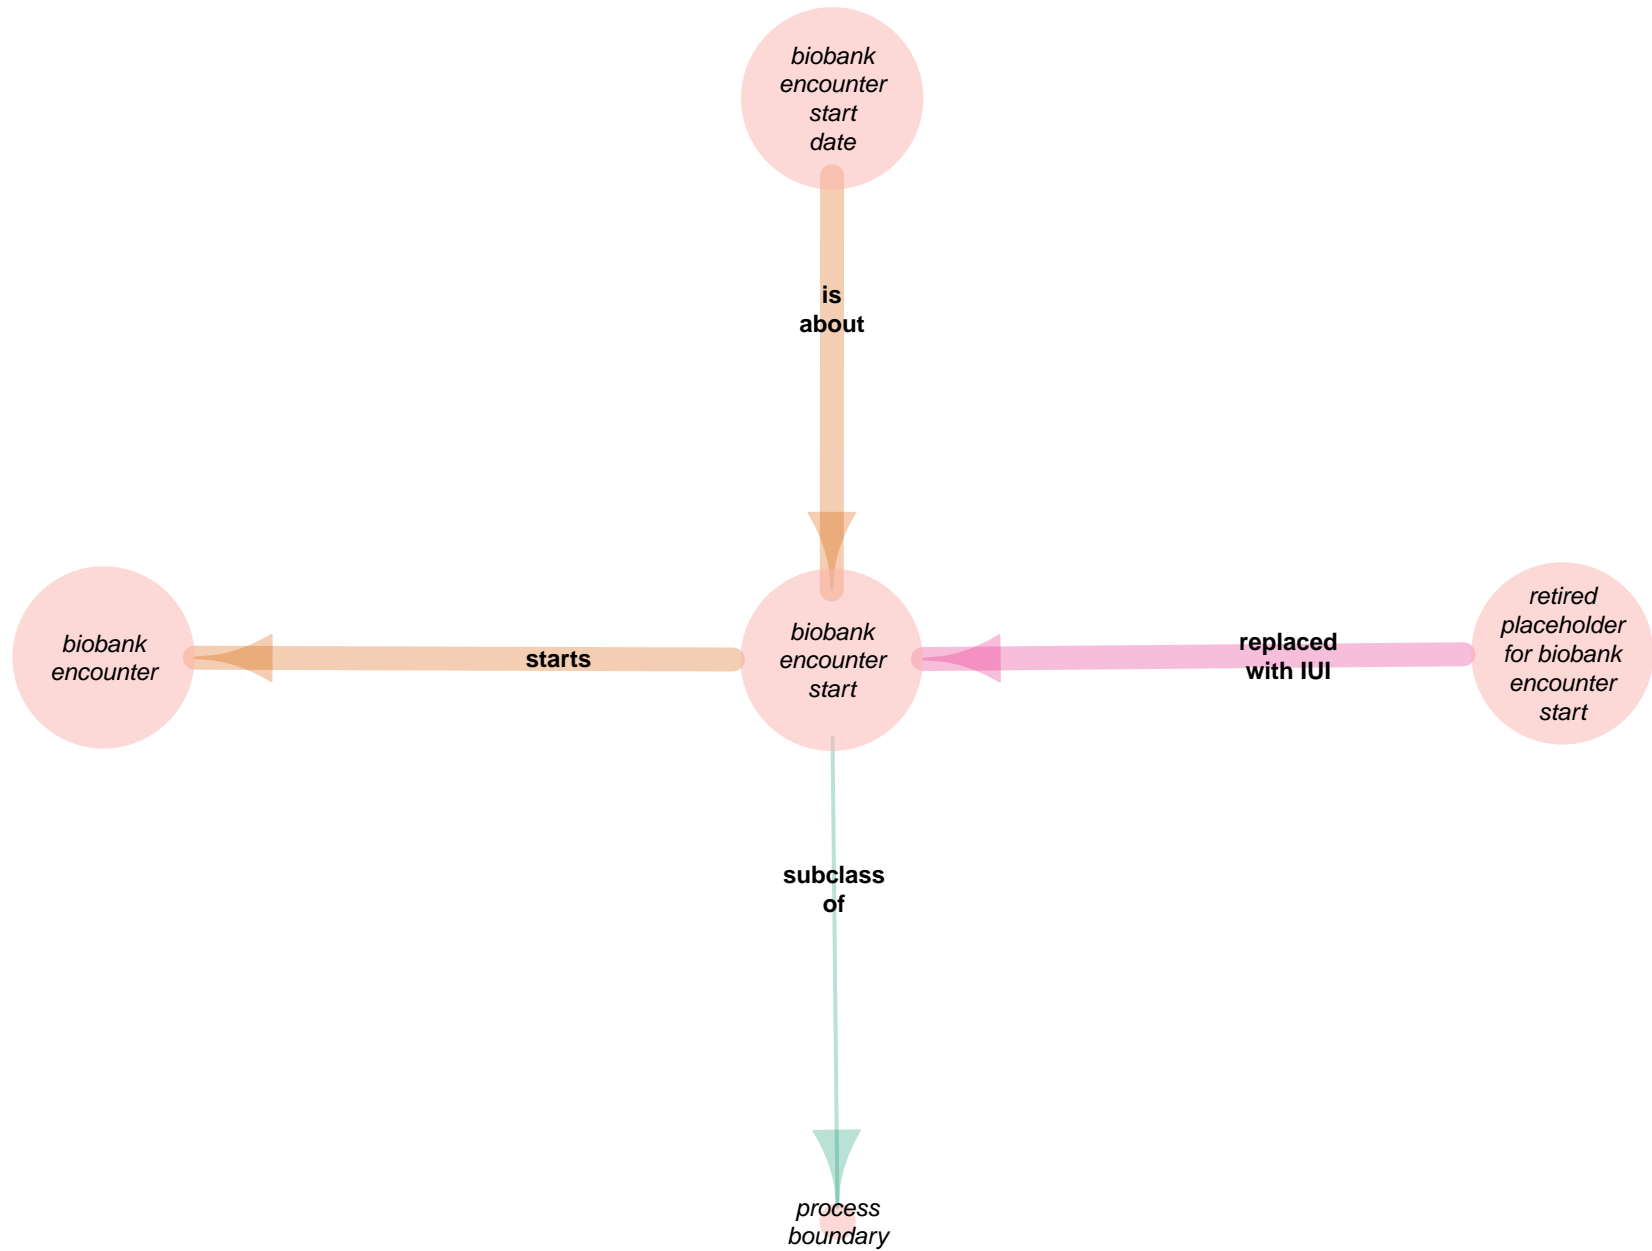 biobank
encounter
start
date
is
about
biobank
encounter
starts
biobank
encounter
start
replaced
with IUI
retired
placeholder
for biobank
encounter
start
subclass
of
process
boundary